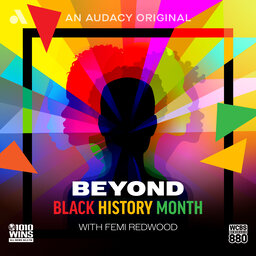 AN AUDACY ORIGINAL
BEYOND
BLACK HISTORY MONTH
WITH FEMI REDWOOD
1010
WINS
WCBS
880